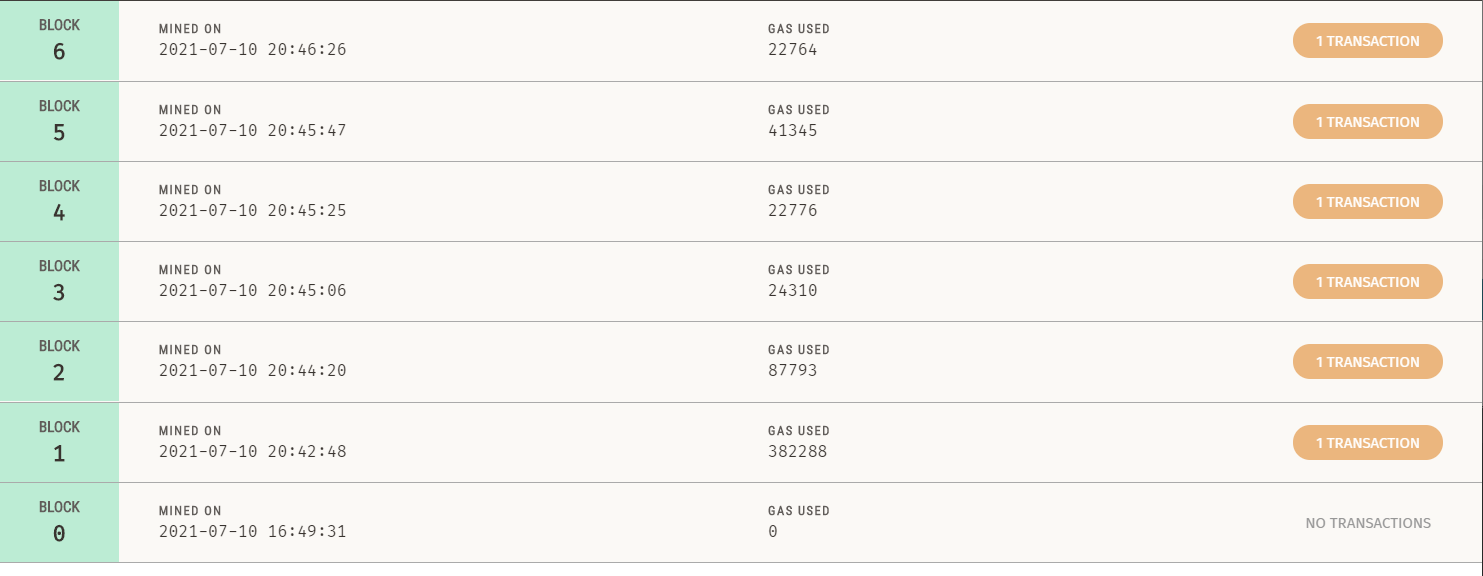 BLOCK
6
MINED ON
2021-07-10 20:46:26
GAS USED
22764
1 TRANSACTION
BLOCK
5
MINED ON
2021-07-10 20:45:47
GAS USED
41345
1 TRANSACTION
BLOCK
4
MINED ON
2021-07-10 20:45:25
GAS USED
22776
1 TRANSACTION
BLOCK
3
MINED ON
2021-07-10 20:45:06
GAS USED
24310
1 TRANSACTION
BLOCK
2
MINED ON
2021-07-10 20:44:20
GAS USED
87793
1 TRANSACTION
BLOCK
1
MINED ON
2021-07-10 20:42:48
GAS USED
382288
1 TRANSACTION
BLOCK
0
MINED ON
2021-07-10 16:49:31
GAS USED
0
NO TRANSACTIONS